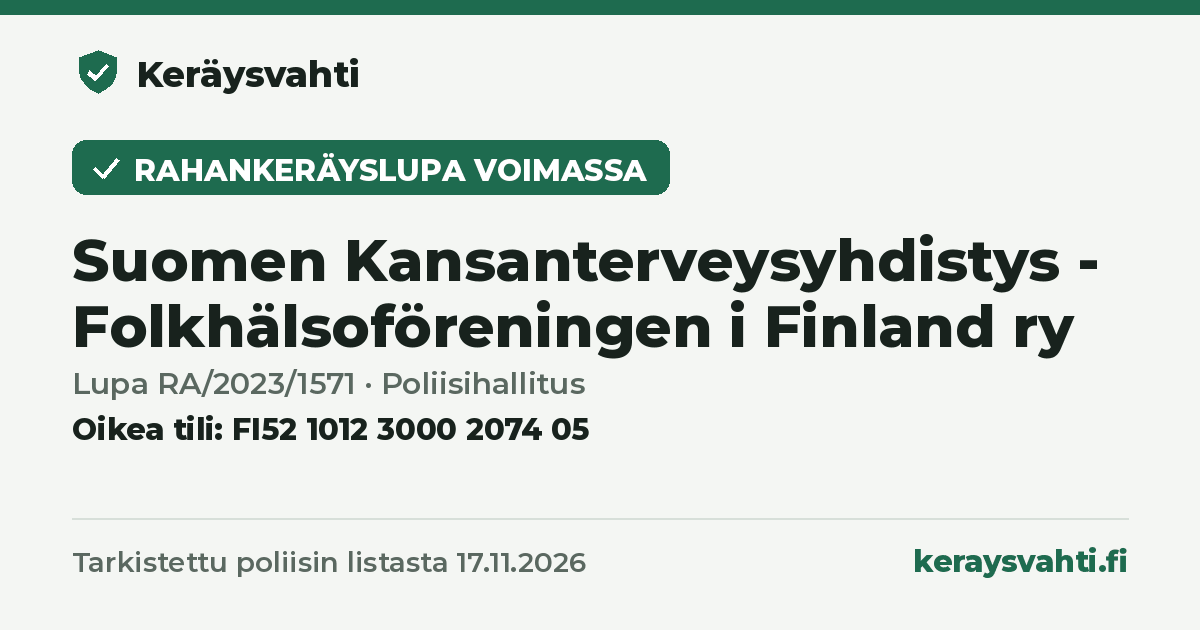 Keräysvahti
RAHANKERÄYSLUPA VOIMASSA
Suomen Kansanterveysyhdistys -
Folkhälsoföreningen i Finland ry
Lupa RA/2023/1571 · Poliisihallitus
Oikea tili: FI52 1012 3000 2074 05
Tarkistettu poliisin listasta 17.11.2026
keraysvahti.fi